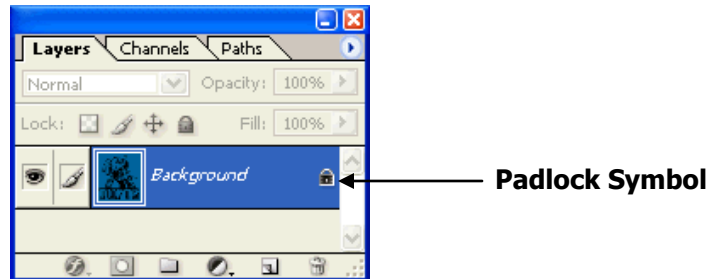 Layers Channels Paths
Normal Opacity: 100%
Lock: Fill: 100%
Background
Padlock Symbol